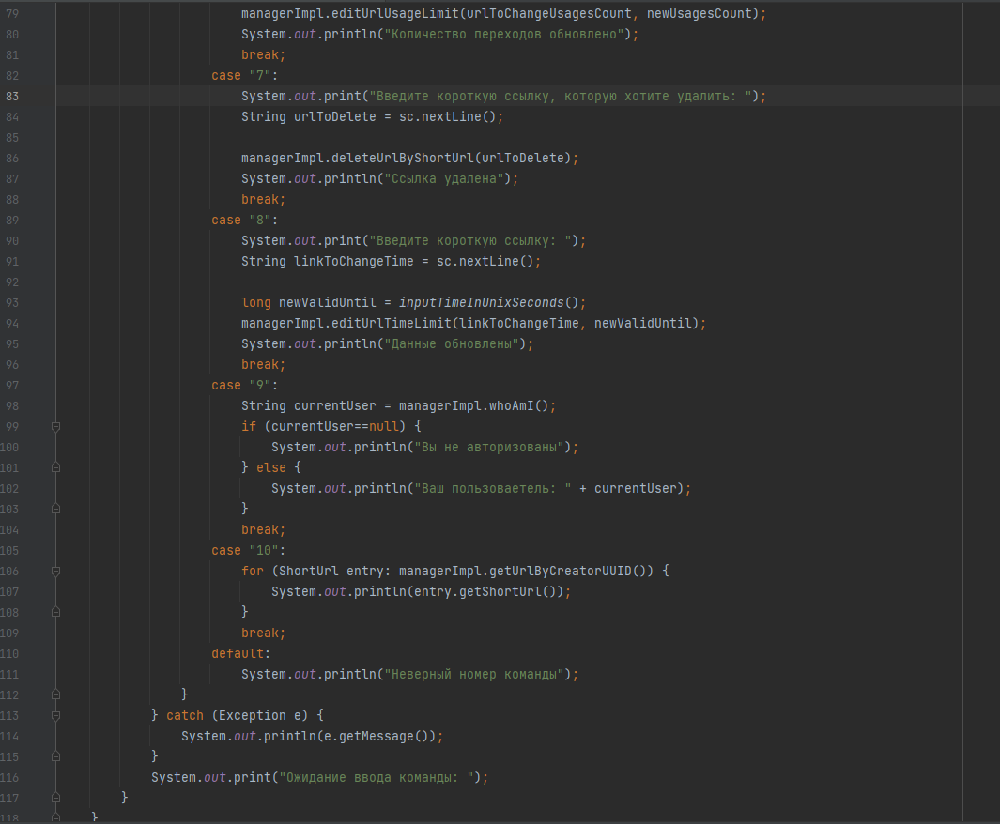 79 managerImpl.editUrlUsageLimit(urlToChangeUsagesCount, newUsagesCount);
80 System.out.println("Количество переходов обновлено");
81 break;
82 case "7":
83 System.out.print("Введите короткую ссылку, которую хотите удалить: ");
84 String urlToDelete = sc.nextLine();
85
86 managerImpl.deleteUrlByShortUrl(urlToDelete);
87 System.out.println("Ссылка удалена");
88 break;
89 case "8":
90 System.out.print("Введите короткую ссылку: ");
91 String linkToChangeTime = sc.nextLine();
92
93 long newValidUntil = inputTimeInUnixSeconds();
94 managerImpl.editUrlTimeLimit(linkToChangeTime, newValidUntil);
95 System.out.println("Данные обновлены");
96 break;
97 case "9":
98 String currentUser = managerImpl.whoAmI();
99 if (currentUser==null) {
100 System.out.println("Вы не авторизованы");
101 } else {
102 System.out.println("Ваш пользоваетель: " + currentUser);
103 }
104 break;
105 case "10":
106 for (ShortUrl entry: managerImpl.getUrlByCreatorUUID()) {
107 System.out.println(entry.getShortUrl());
108 }
109 break;
110 default:
111 System.out.println("Неверный номер команды");
112 }
113 } catch (Exception e) {
114 System.out.println(e.getMessage());
115 }
116 System.out.print("Ожидание ввода команды: ");
117 }
118 }